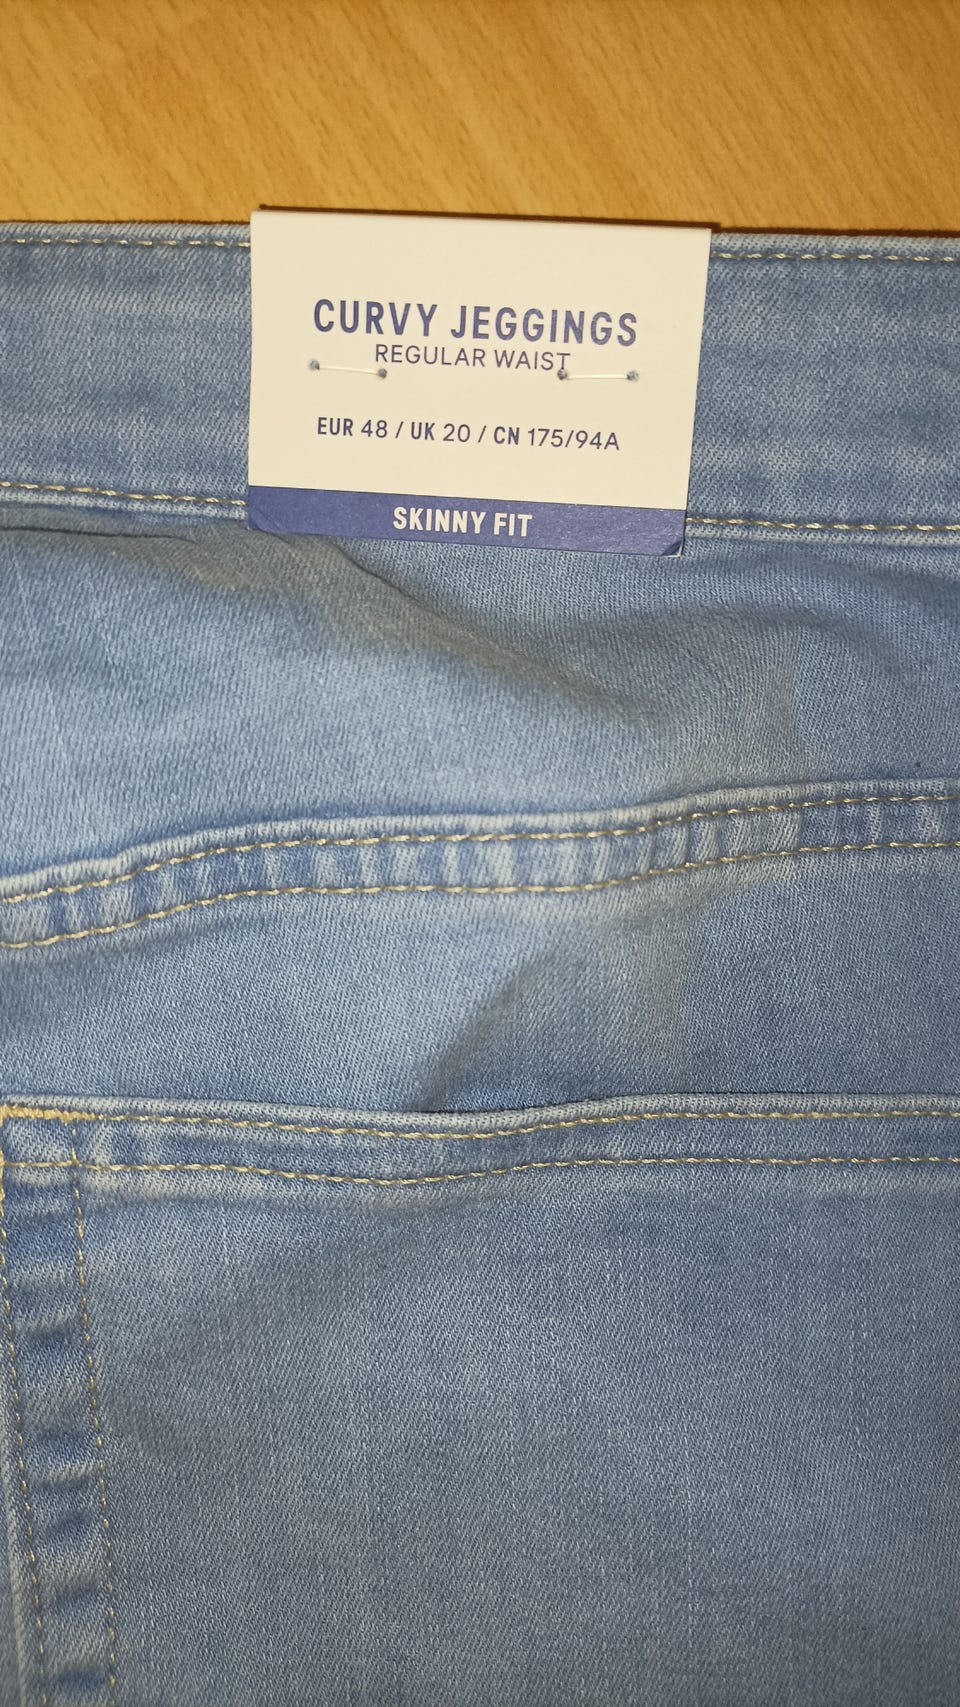 CURVY JEGGINGS
REGULAR WAIST
EUR 48 / UK 20 / CN 175/94A
SKINNY FIT